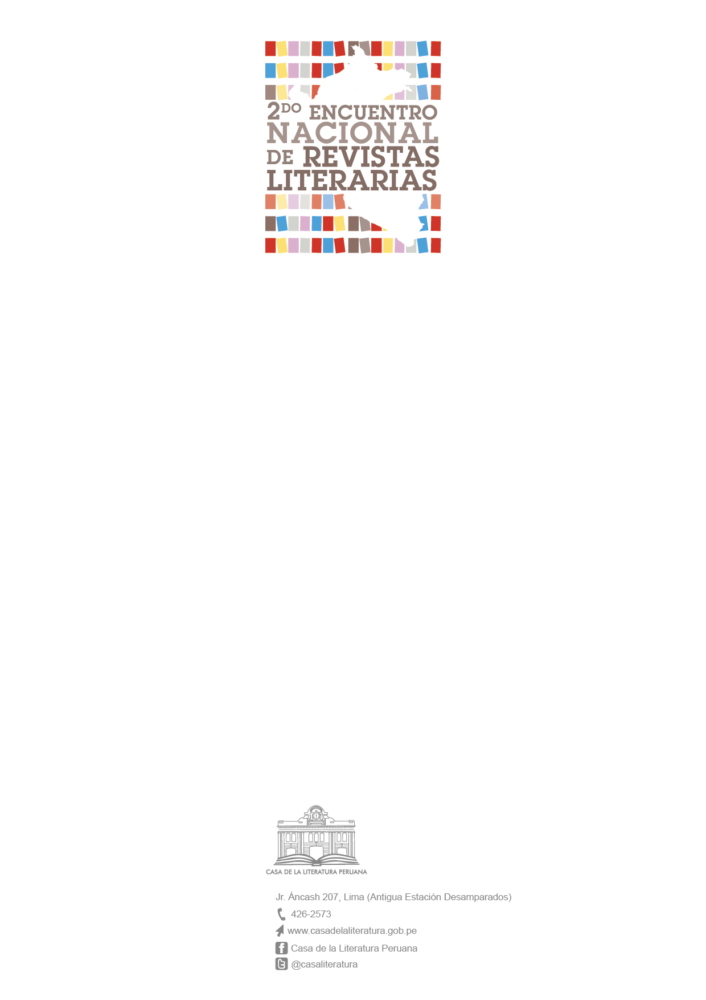 2DO ENCUENTRO
NACIONAL
DE REVISTAS
LITERARIAS
CASA DE LA LITERATURA PERUANA
Jr. Áncash 207, Lima (Antigua Estación Desamparados)
426-2573
www.casadelaliteratura.gob.pe
Casa de la Literatura Peruana
@casaliteratura